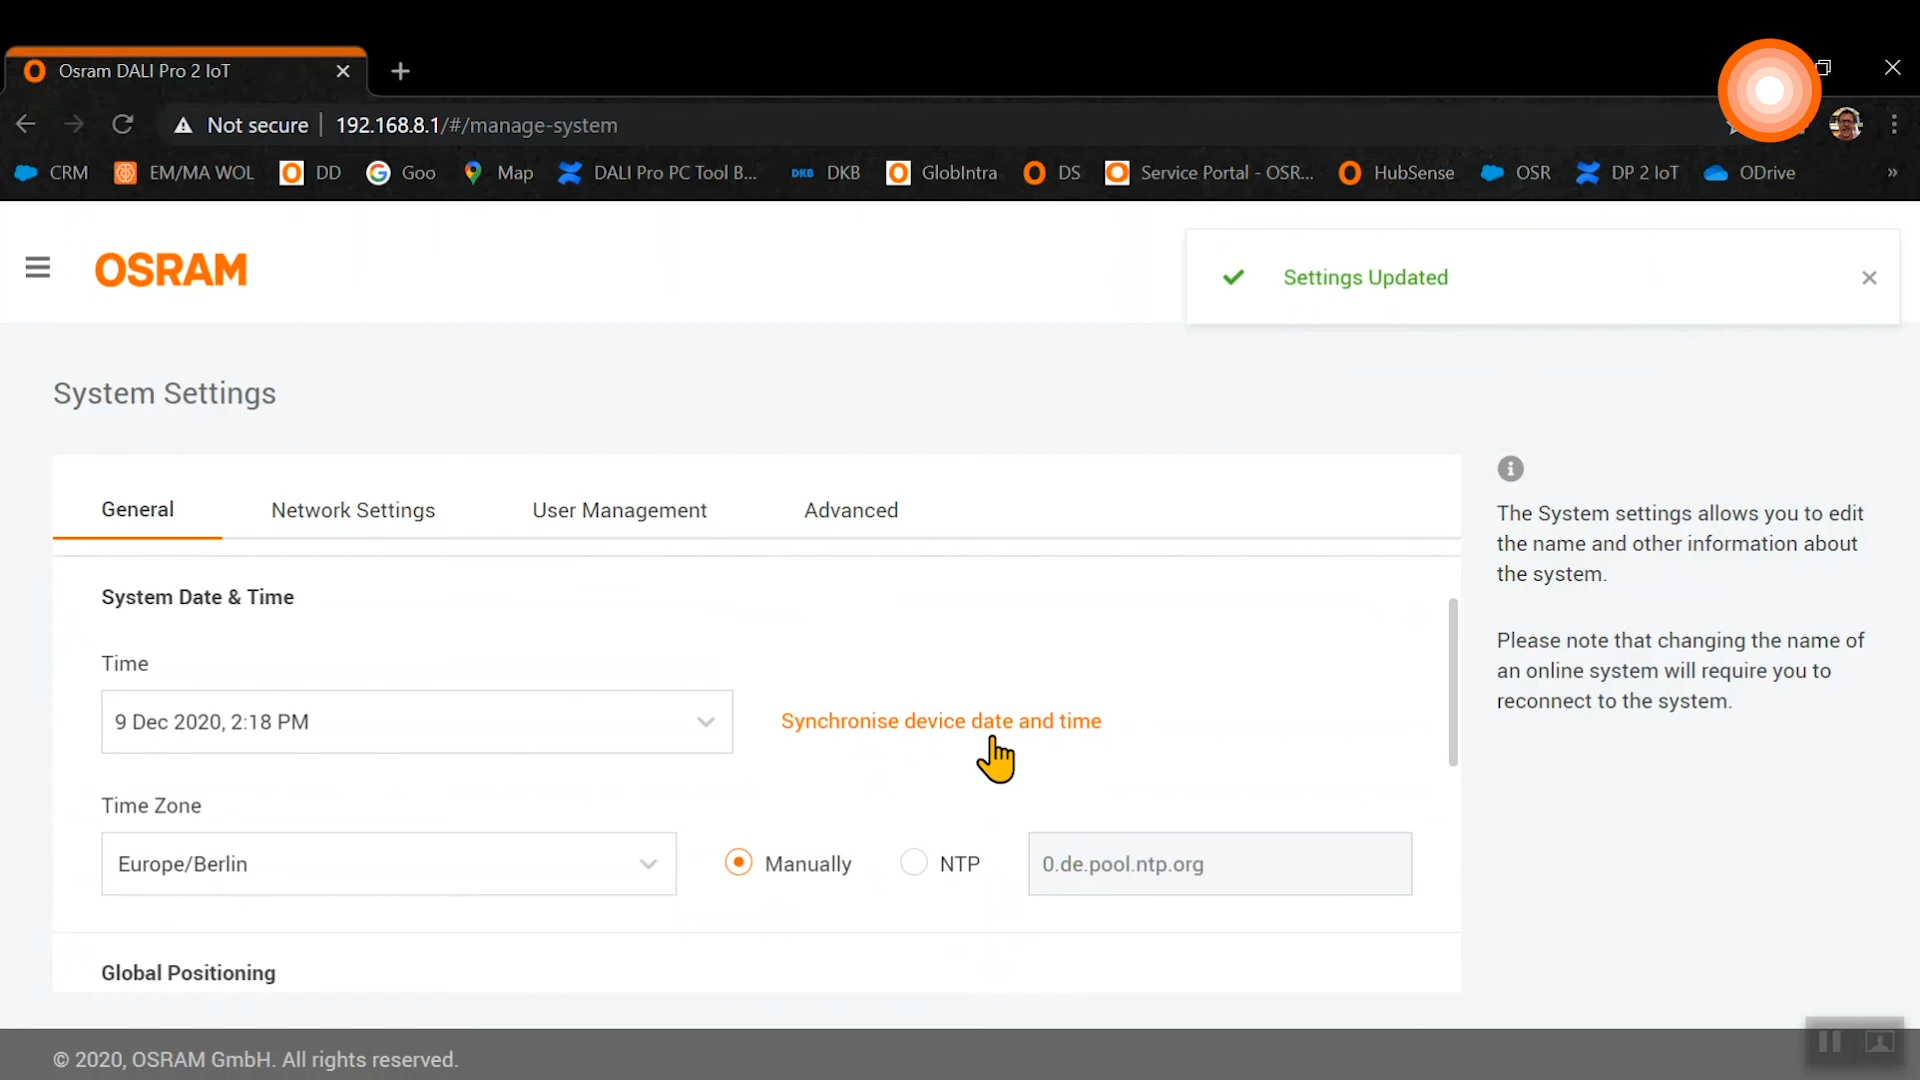 Osram DALI Pro 2 IoT
Not secure 192.168.8.1/#/manage-system
CRM EM/MA WOL DD Goo Map DALI Pro PC Tool B... DKB DKB GlobIntra DS Service Portal - OSR... HubSense OSR DP 2 IoT ODrive »
OSRAM
Settings Updated
System Settings
General Network Settings User Management Advanced
The System settings allows you to edit
the name and other information about
the system.
Please note that changing the name of
an online system will require you to
reconnect to the system.
System Date & Time
Time
9 Dec 2020, 2:18 PM
Synchronise device date and time
Time Zone
Europe/Berlin Manually NTP 0.de.pool.ntp.org
Global Positioning
© 2020, OSRAM GmbH. All rights reserved.